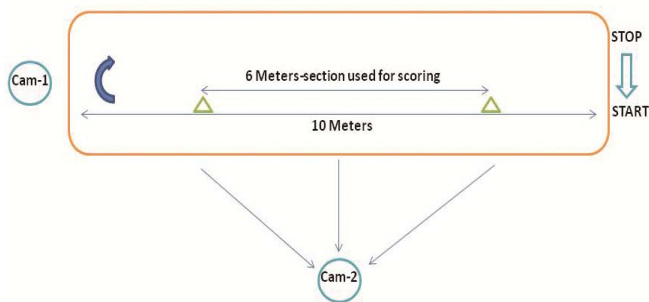 STOP
Cam-1
6 Meters-section used for scoring
START
10 Meters
Cam-2